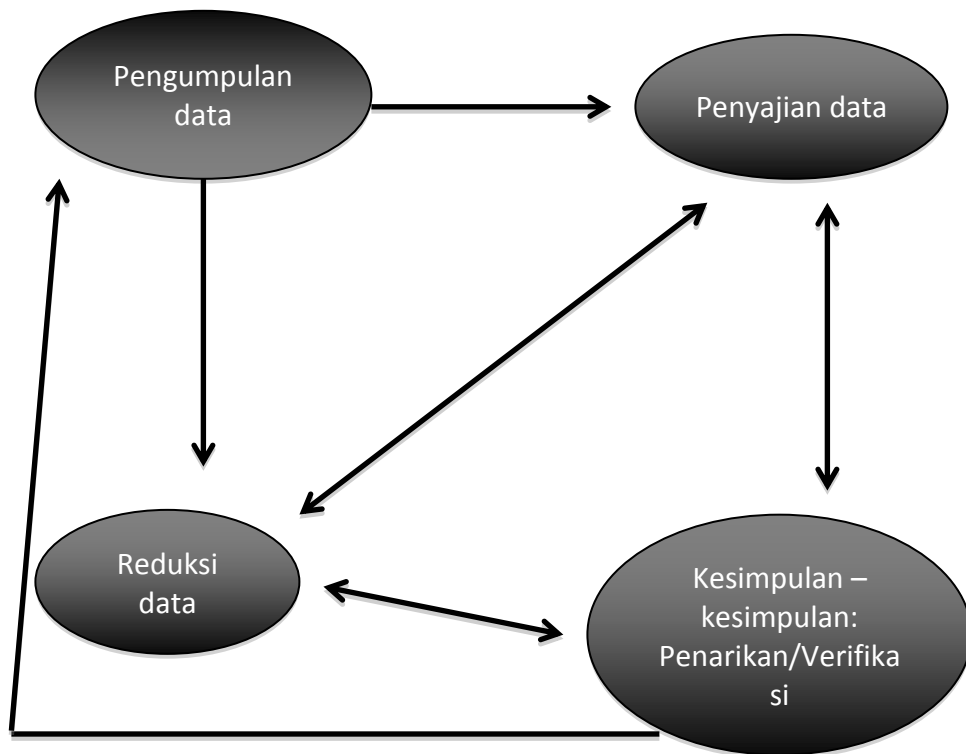 Pengumpulan
data
Penyajian data
Reduksi
data
Kesimpulan –
kesimpulan:
Penarikan/Verifika
si